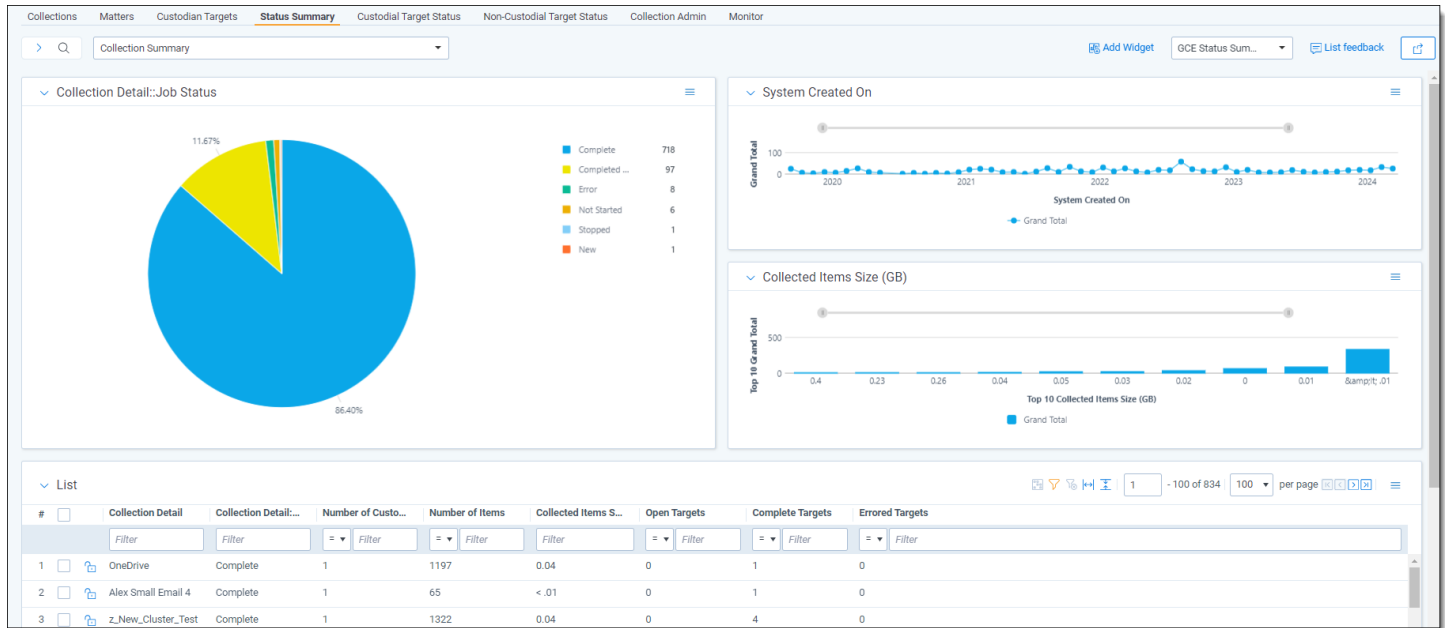 Collections Matters Custodian Targets Status Summary Custodial Target Status Non-Custodial Target Status Collection Admin Monitor
Collection Summary Add Widget GCE Status Sum... List feedback
Collection Detail::Job Status
11.67%
86.40%
Complete 718
Completed ... 97
Error 8
Not Started 6
Stopped 1
New 1
System Created On
Grand Total
100
0
2020 2021 2022 2023 2024
System Created On
Grand Total
Collected Items Size (GB)
Top 10 Grand Total
500
0
0.4 0.23 0.26 0.04 0.05 0.03 0.02 0 0.01 &amp;lt; .01
Top 10 Collected Items Size (GB)
Grand Total
List 1 - 100 of 834 100 per page
# Collection Detail Collection Detail:... Number of Custo... Number of Items Collected Items S... Open Targets Complete Targets Errored Targets
Filter Filter = Filter = Filter Filter = Filter = Filter = Filter
1 OneDrive Complete 1 1197 0.04 0 1 0
2 Alex Small Email 4 Complete 1 65 < .01 0 1 0
3 z_New_Cluster_Test Complete 1 1322 0.04 0 4 0